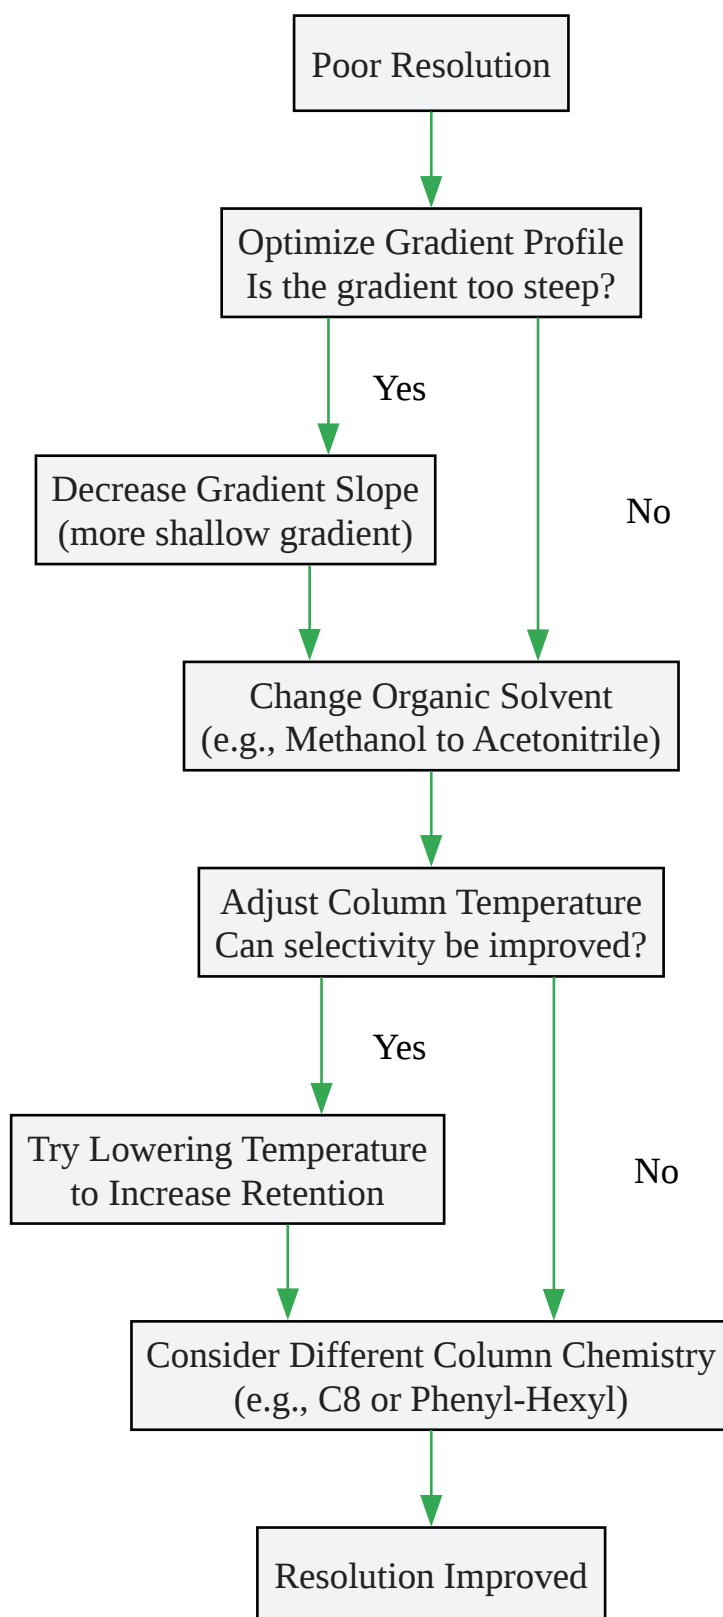 Poor Resolution
Optimize Gradient Profile
Is the gradient too steep?
Yes
Decrease Gradient Slope
(more shallow gradient)
No
Change Organic Solvent
(e.g., Methanol to Acetonitrile)
Adjust Column Temperature
Can selectivity be improved?
Yes
Try Lowering Temperature
to Increase Retention
No
Consider Different Column Chemistry
(e.g., C8 or Phenyl-Hexyl)
Resolution Improved